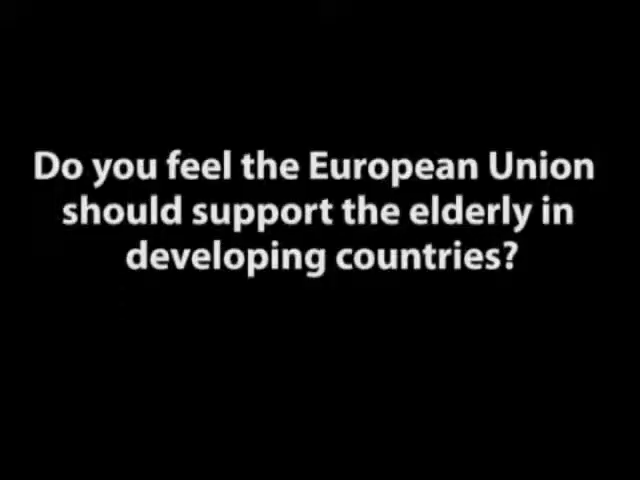 Do you feel the European Union
should support the elderly in
developing countries?